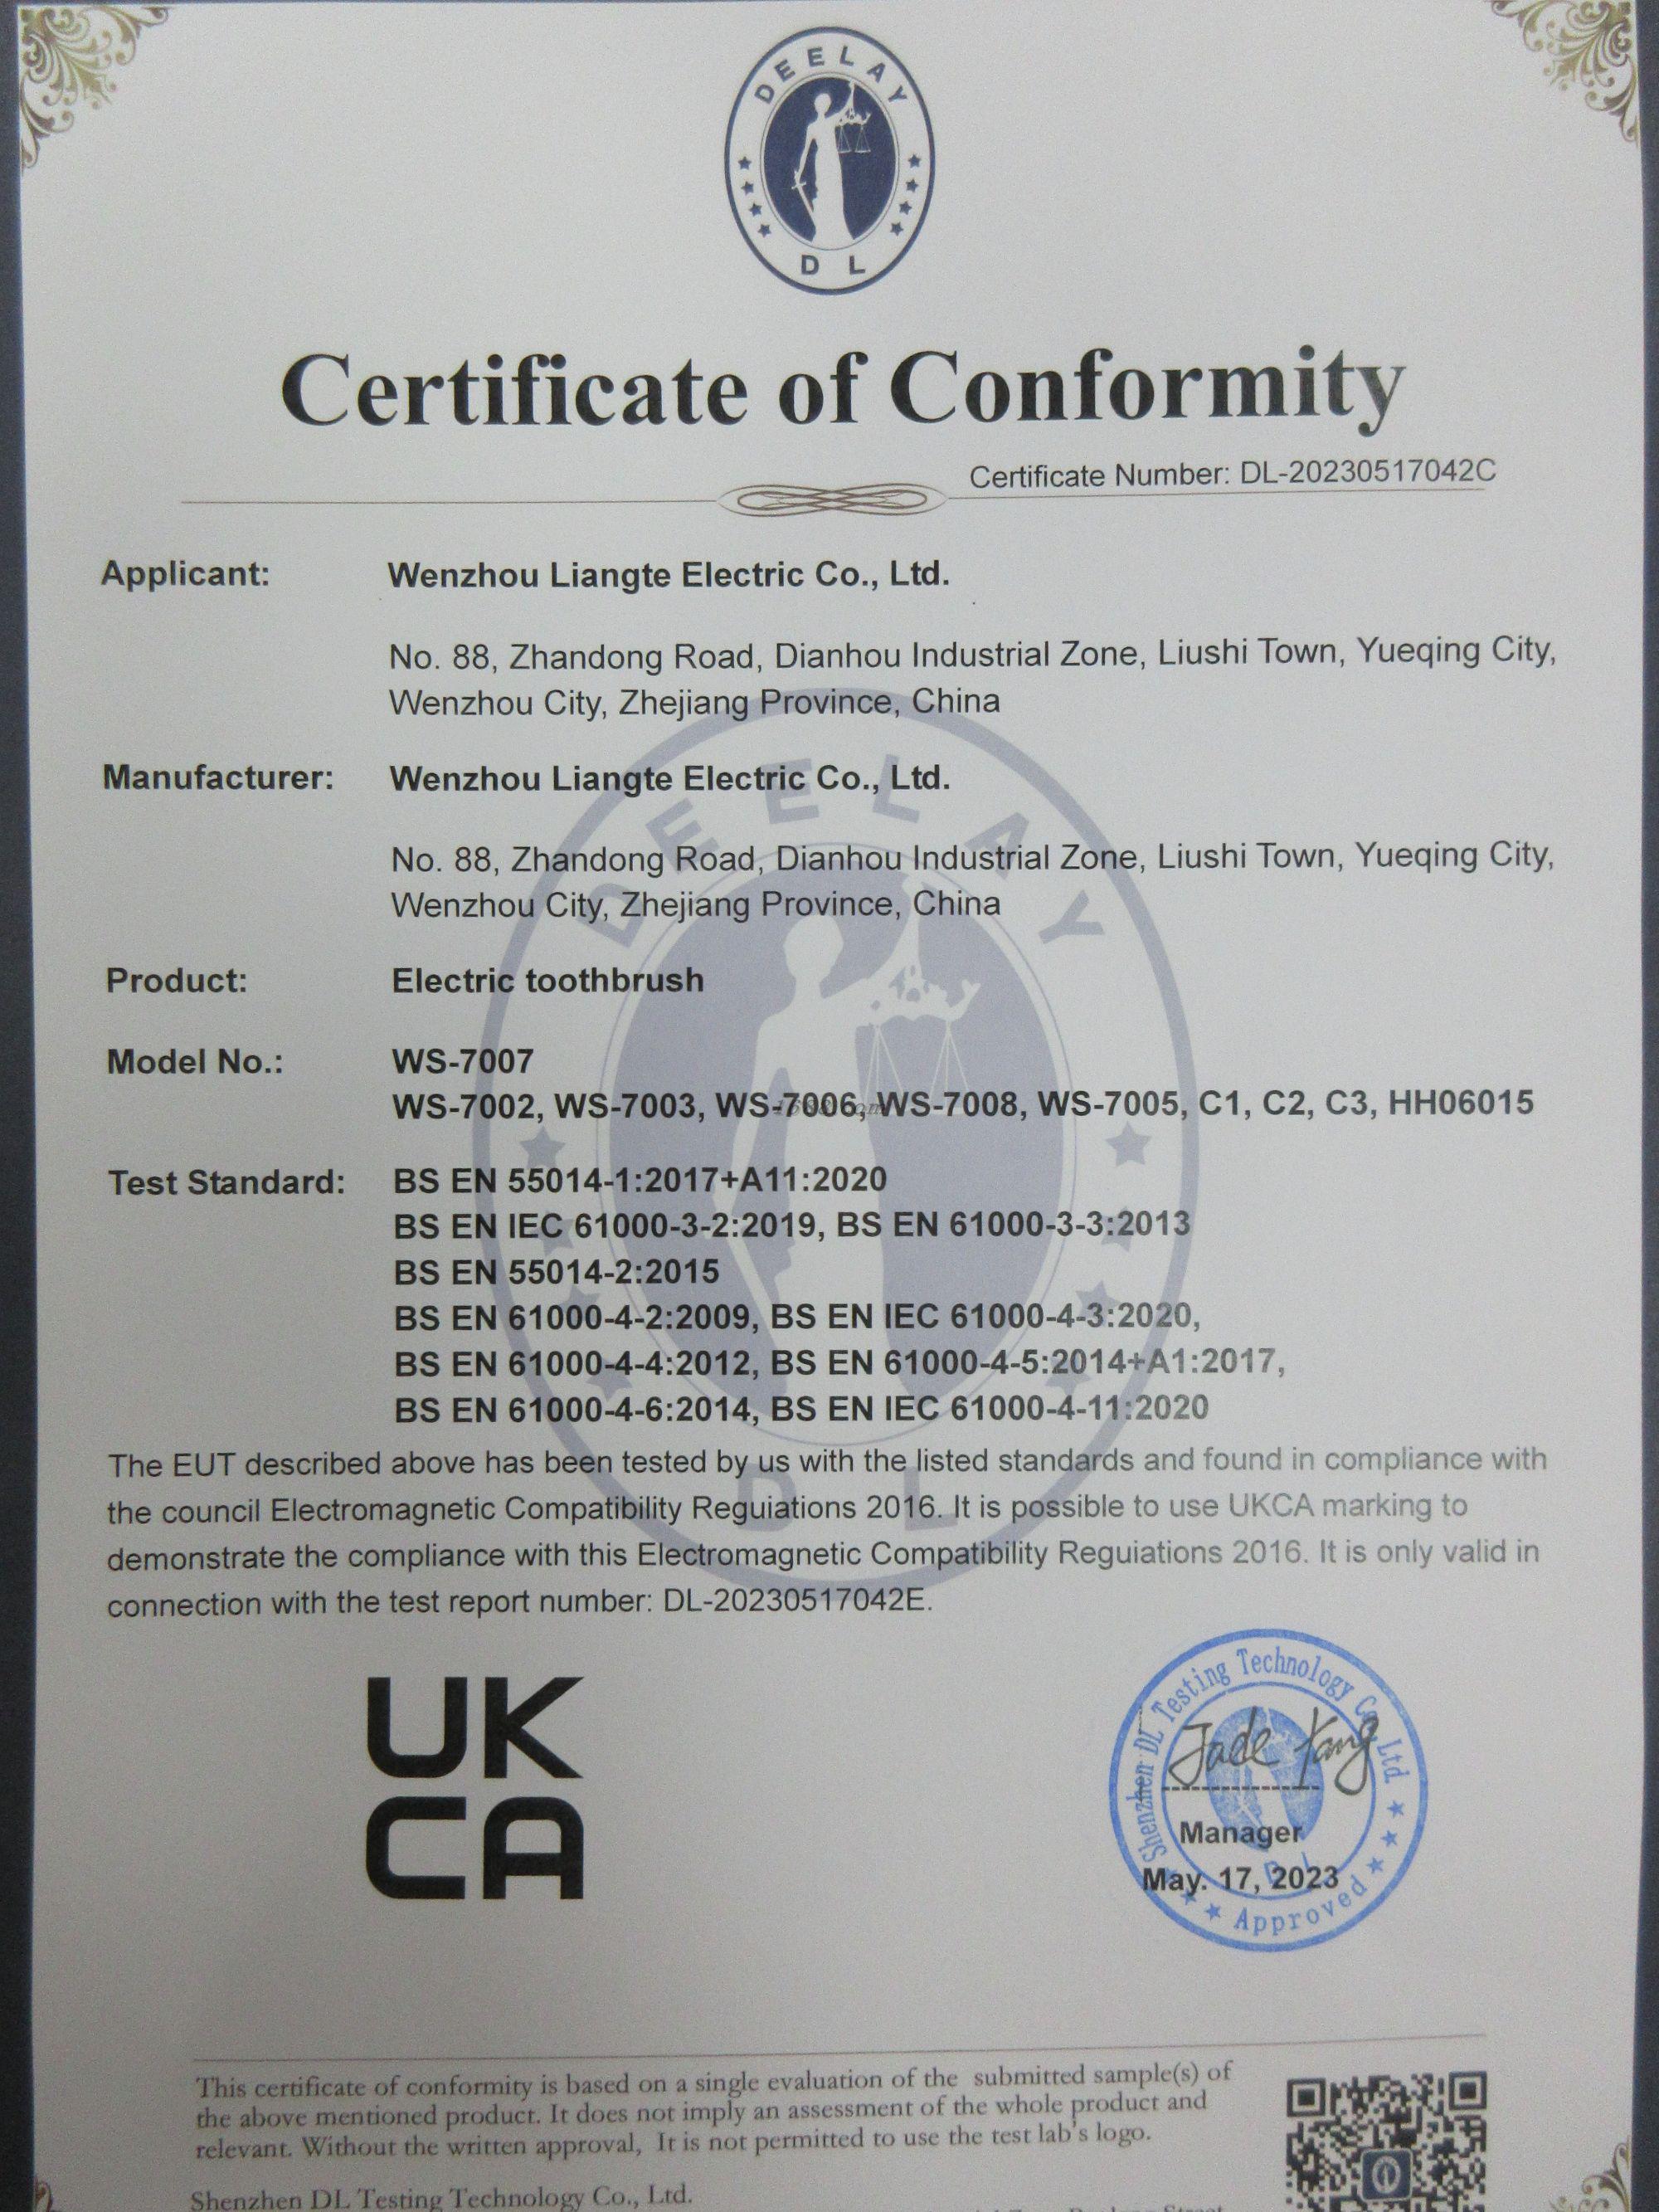 DEELAY
DL
Certificate of Conformity
Certificate Number: DL-20230517042C
Applicant: Wenzhou Liangte Electric Co., Ltd.
No. 88, Zhandong Road, Dianhou Industrial Zone, Liushi Town, Yueqing City,
Wenzhou City, Zhejiang Province, China
Manufacturer: Wenzhou Liangte Electric Co., Ltd.
No. 88, Zhandong Road, Dianhou Industrial Zone, Liushi Town, Yueqing City,
Wenzhou City, Zhejiang Province, China
Product: Electric toothbrush
Model No.: WS-7007
WS-7002, WS-7003, WS-7006, WS-7008, WS-7005, C1, C2, C3, HH06015
Test Standard: BS EN 55014-1:2017+A11:2020
BS EN IEC 61000-3-2:2019, BS EN 61000-3-3:2013
BS EN 55014-2:2015
BS EN 61000-4-2:2009, BS EN IEC 61000-4-3:2020,
BS EN 61000-4-4:2012, BS EN 61000-4-5:2014+A1:2017,
BS EN 61000-4-6:2014, BS EN IEC 61000-4-11:2020
The EUT described above has been tested by us with the listed standards and found in compliance with
the council Electromagnetic Compatibility Reguiations 2016. It is possible to use UKCA marking to
demonstrate the compliance with this Electromagnetic Compatibility Reguiations 2016. It is only valid in
connection with the test report number: DL-20230517042E.
DEELAY
DL
UK
CA
Shenzhen DL Testing Technology Co., Ltd.
Jade Yang
Manager
May. 17, 2023
DL
Approved
This certificate of conformity is based on a single evaluation of the submitted sample(s) of
the above mentioned product. It does not imply an assessment of the whole product and
relevant. Without the written approval, It is not permitted to use the test lab's logo.
Shenzhen DL Testing Technology Co., Ltd.